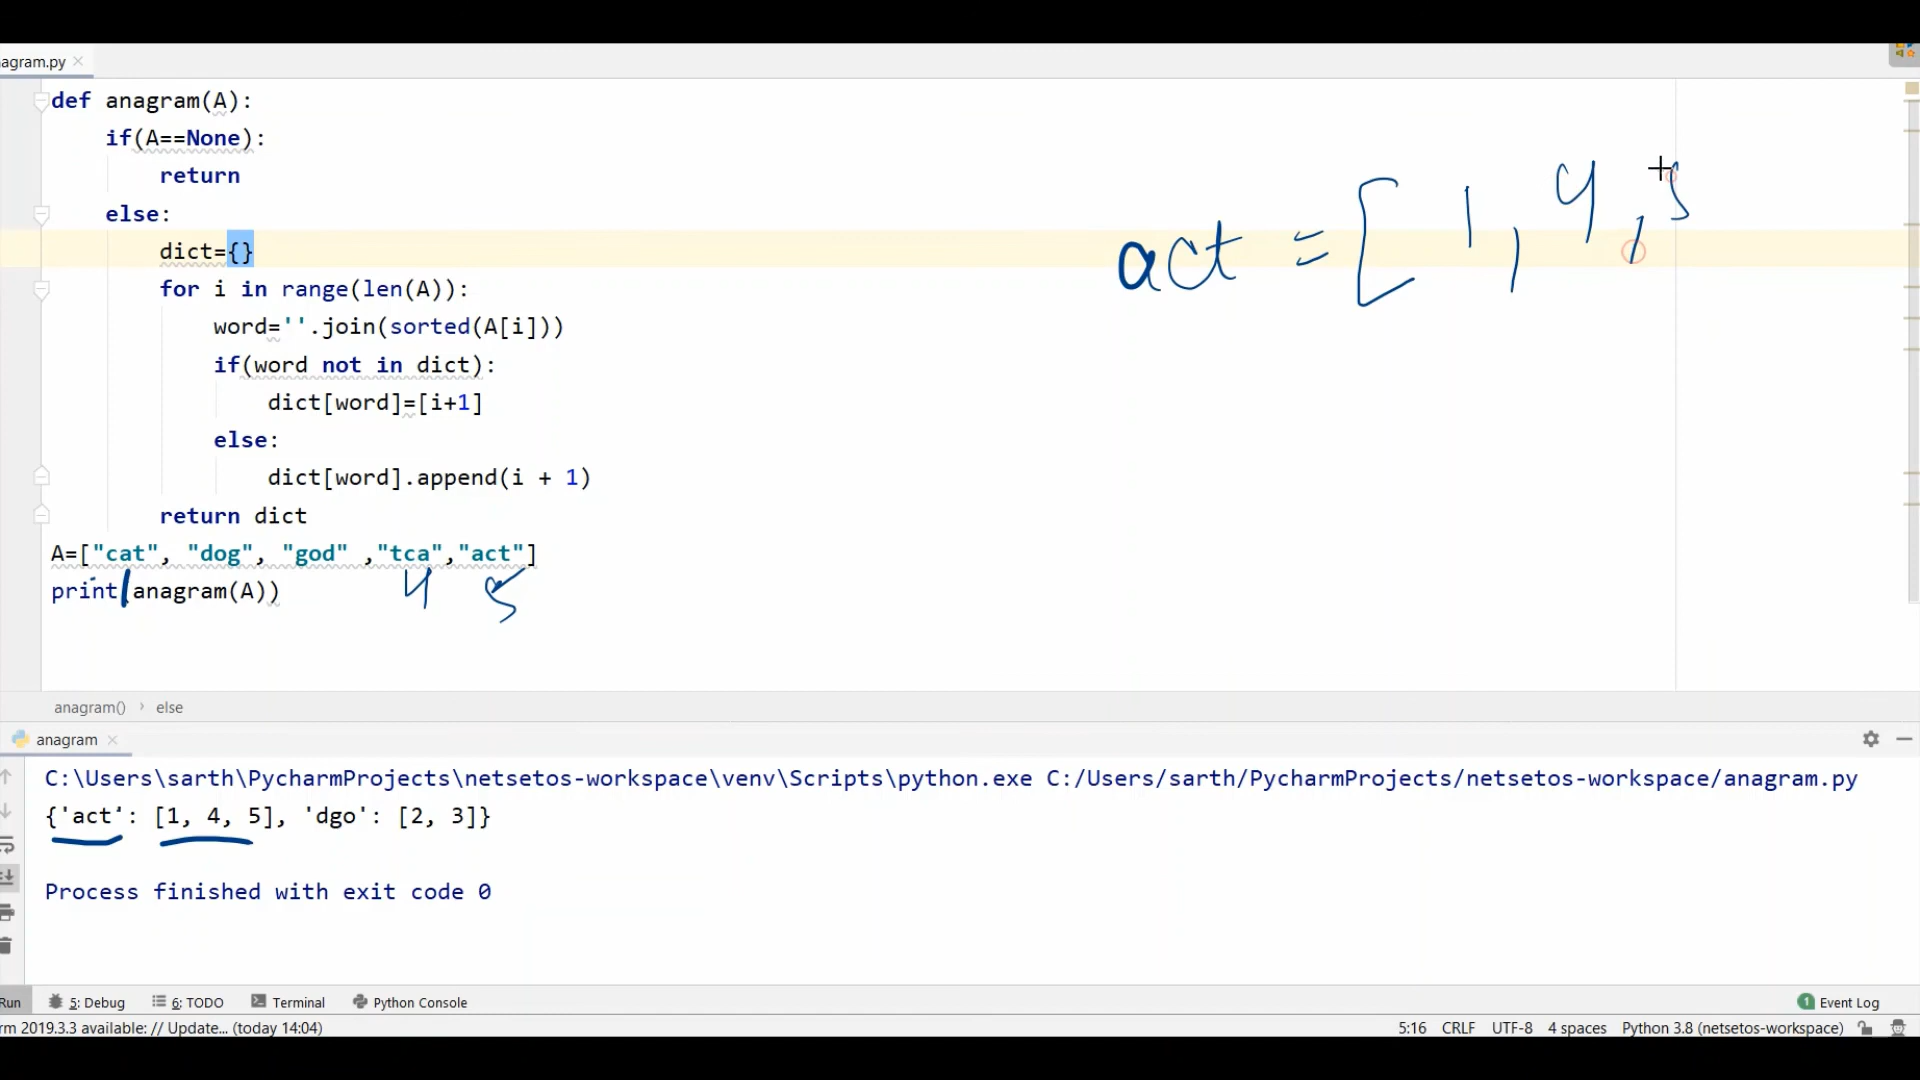 agram.py
def anagram(A):
if(A==None):
return
else:
dict={}
for i in range(len(A)):
word=''.join(sorted(A[i]))
if(word not in dict):
dict[word]=[i+1]
else:
dict[word].append(i + 1)
return dict
A=["cat", "dog", "god" ,"tca","act"]
print(anagram(A))
4 5
act = [ 1, 4, 5
anagram() › else
anagram
C:\Users\sarth\PycharmProjects\netsetos-workspace\venv\Scripts\python.exe C:/Users/sarth/PycharmProjects/netsetos-workspace/anagram.py
{'act': [1, 4, 5], 'dgo': [2, 3]}
Process finished with exit code 0
Run 5: Debug 6: TODO Terminal Python Console 1 Event Log
rm 2019.3.3 available: // Update... (today 14:04) 5:16 CRLF UTF-8 4 spaces Python 3.8 (netsetos-workspace)